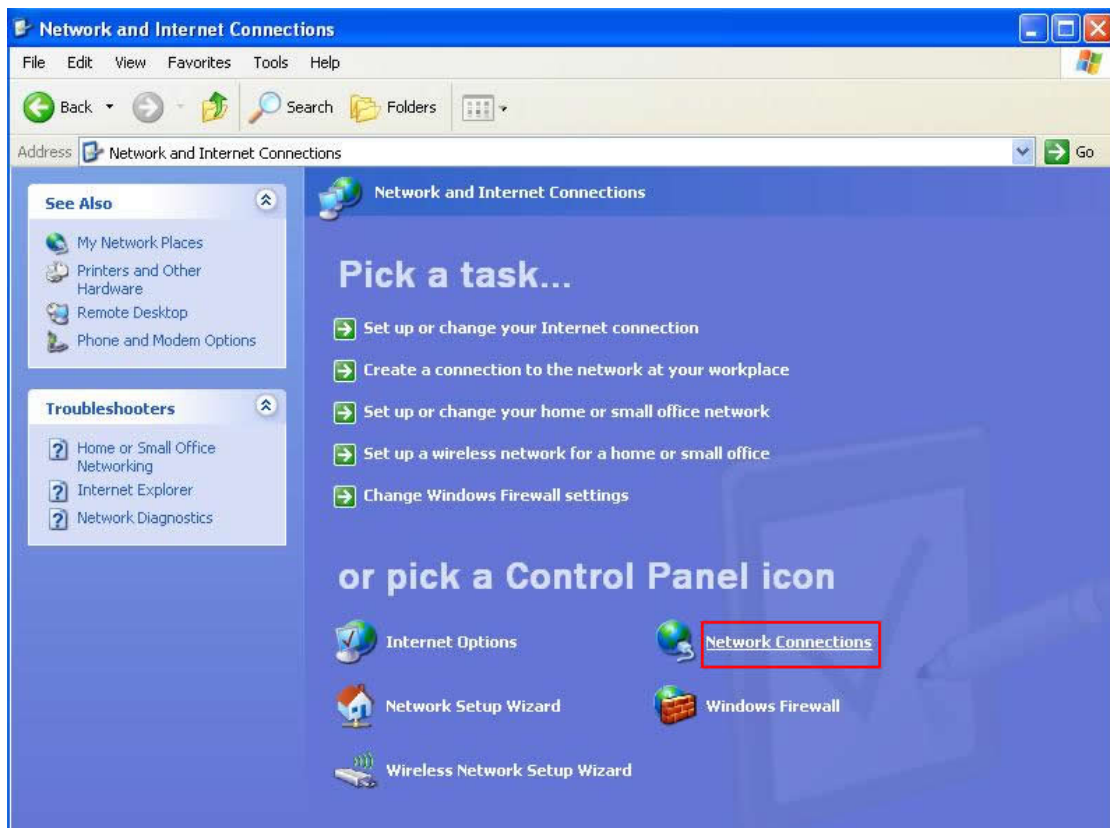 Network and Internet Connections
File Edit View Favorites Tools Help
Back Search Folders
Address Network and Internet Connections Go
See Also
My Network Places
Printers and Other
Hardware
Remote Desktop
Phone and Modem Options
Troubleshooters
Home or Small Office
Networking
Internet Explorer
Network Diagnostics
Network and Internet Connections
Pick a task...
Set up or change your Internet connection
Create a connection to the network at your workplace
Set up or change your home or small office network
Set up a wireless network for a home or small office
Change Windows Firewall settings
or pick a Control Panel icon
Internet Options
Network Connections
Network Setup Wizard
Windows Firewall
Wireless Network Setup Wizard